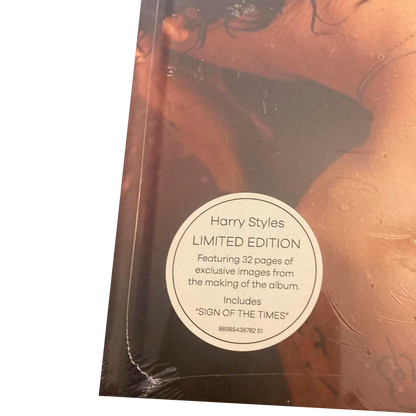 Harry Styles
LIMITED EDITION
Featuring 32 pages of
exclusive images from
the making of the album.
Includes
"SIGN OF THE TIMES"
88985436782 S1